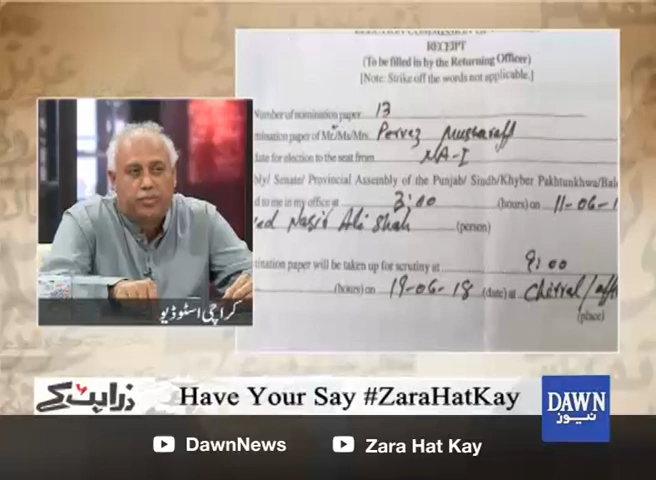 RECEIPT
(To be filled in by the Returning Officer)
[Note: Strike off the words not applicable.]
Number of nomination paper 13
mination paper of Mr./Ms/Mrs. Pervez Musharaff
date for election to the seat from NA-I
bly/ Senate/ Provincial Assembly of the Punjab/ Sindh/Khyber Pakhtunkhwa/Bal
d to me in my office at 3:00 (hours) on 11-06-1
ed Nasir Ali Shah (person)
ination paper will be taken up for scrutiny at 9:00
(hours) on 19-06-18 (date) at Chitral/
(place)
کراچی اسٹوڈیو
ذرا ہٹ کے
Have Your Say #ZaraHatKay
DAWN
نیوز
DawnNews
Zara Hat Kay